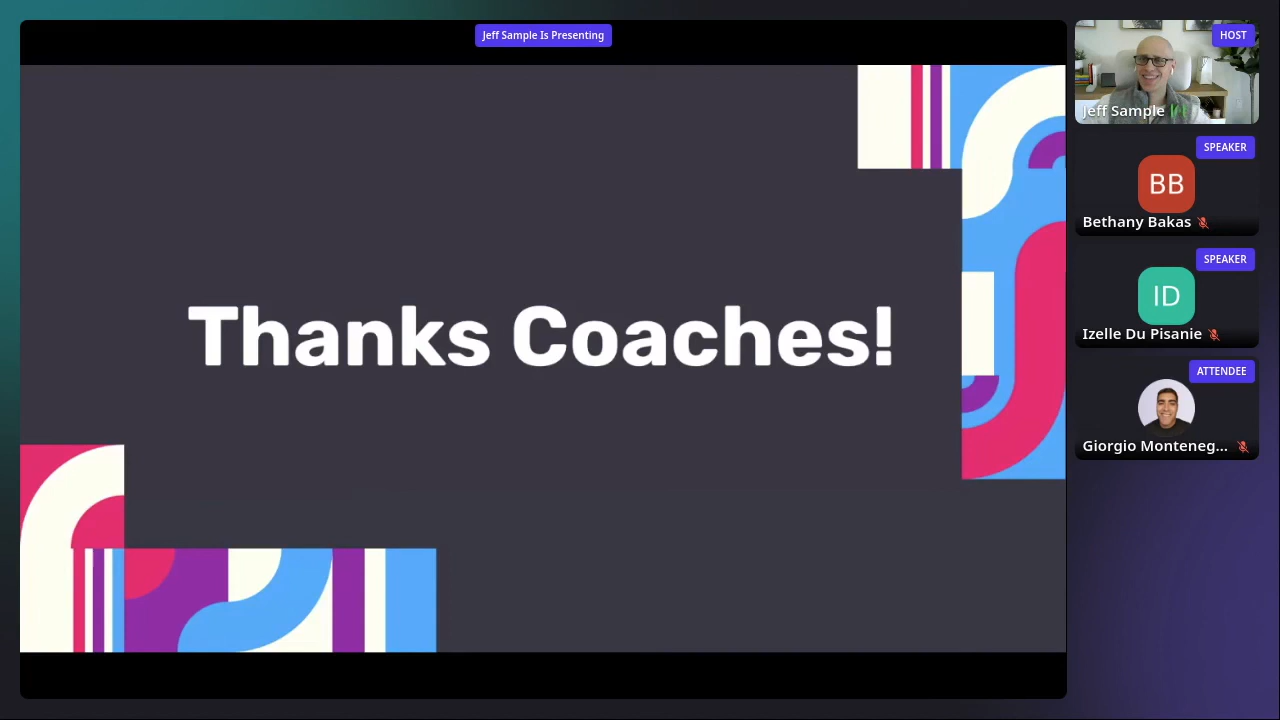 Jeff Sample Is Presenting
HOST
Jeff Sample
Thanks Coaches!
SPEAKER
BB
Bethany Bakas
SPEAKER
ID
Izelle Du Pisanie
ATTENDEE
Giorgio Monteneg...